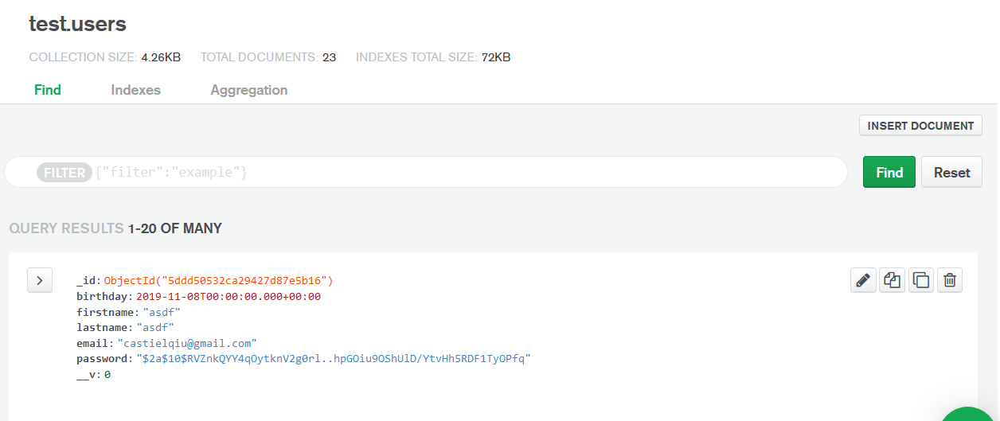 test.users
COLLECTION SIZE: 4.26KB TOTAL DOCUMENTS: 23 INDEXES TOTAL SIZE: 72KB
Find Indexes Aggregation
INSERT DOCUMENT
FILTER {"filter":"example"} Find Reset
QUERY RESULTS 1-20 OF MANY
_id: ObjectId("5ddd50532ca29427d87e5b16")
birthday: 2019-11-08T00:00:00.000+00:00
firstname: "asdf"
lastname: "asdf"
email: "castielqiu@gmail.com"
password: "$2a$10$RVZnkQYY4qOytknV2g0rl..hpGOiu9OShUlD/YtvHh5RDF1TyOPfq"
__v: 0